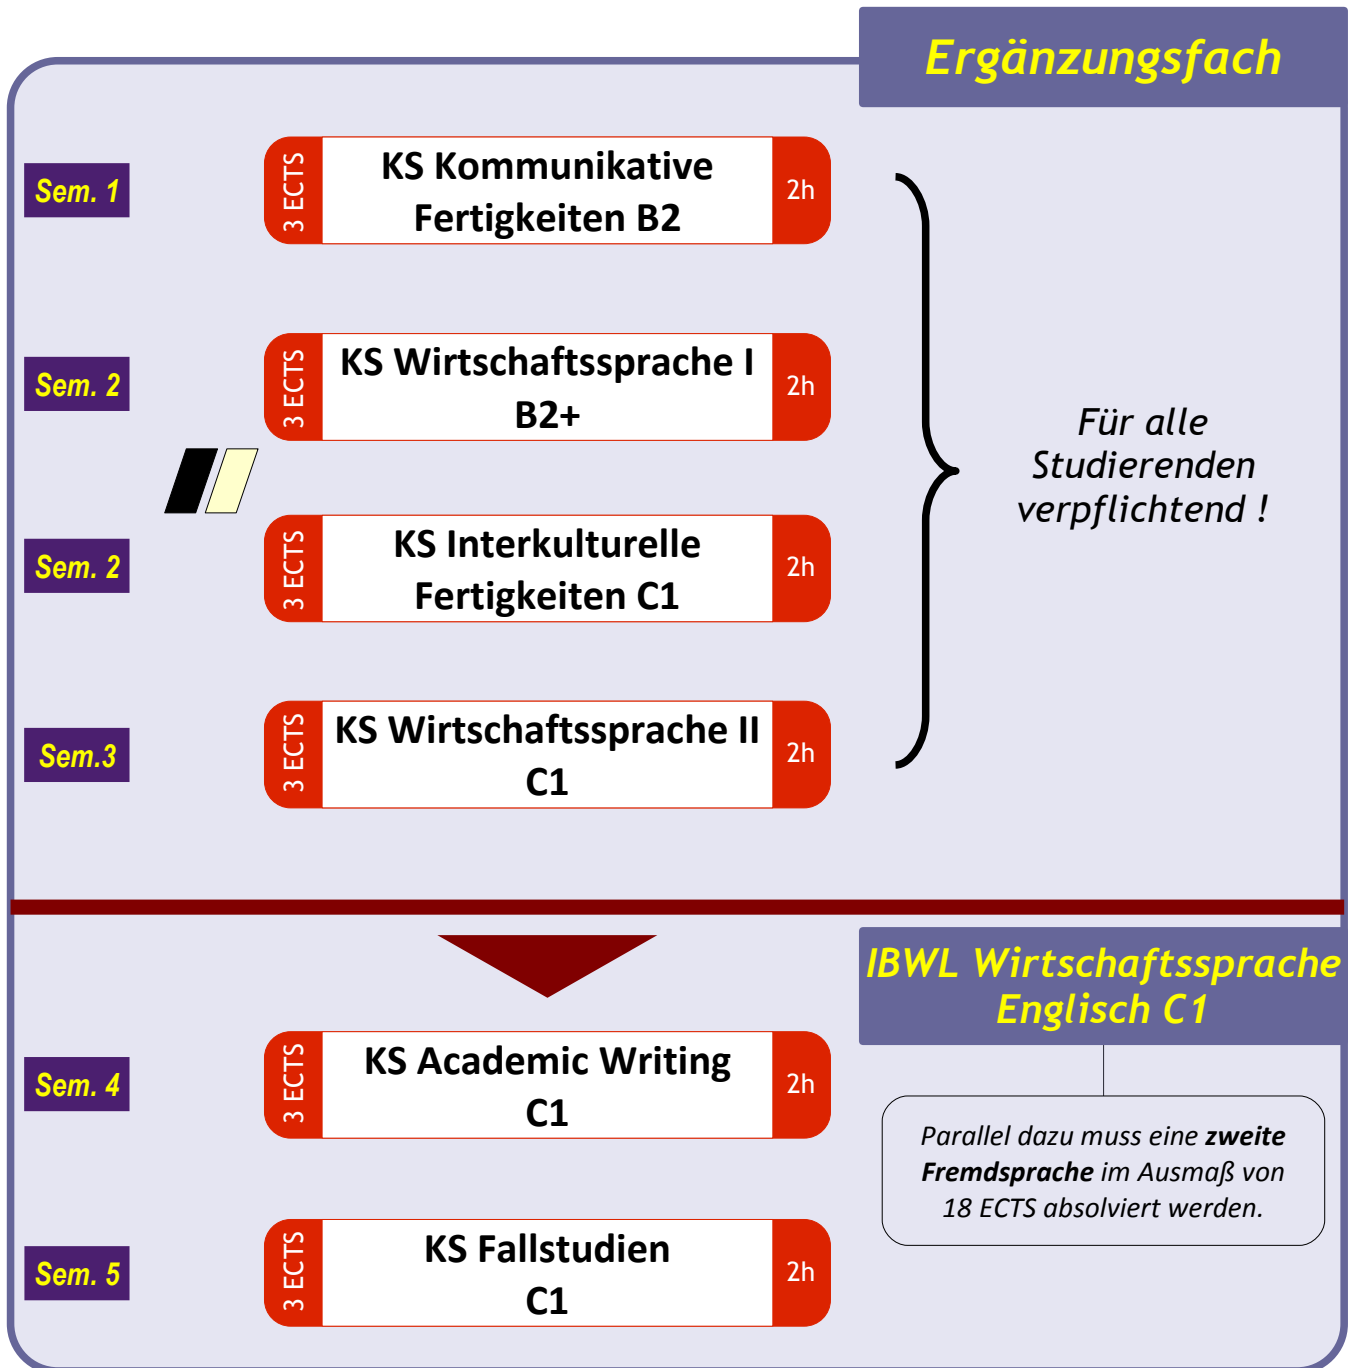 Ergänzungsfach
Sem. 1
3 ECTS
KS Kommunikative
Fertigkeiten B2
2h
Sem. 2
3 ECTS
KS Wirtschaftssprache I
B2+
2h
Für alle
Studierenden
verpflichtend !
Sem. 2
3 ECTS
KS Interkulturelle
Fertigkeiten C1
2h
Sem.3
3 ECTS
KS Wirtschaftssprache II
C1
2h
IBWL Wirtschaftssprache
Englisch C1
Sem. 4
3 ECTS
KS Academic Writing
C1
2h
Parallel dazu muss eine zweite
Fremdsprache im Ausmaß von
18 ECTS absolviert werden.
Sem. 5
3 ECTS
KS Fallstudien
C1
2h